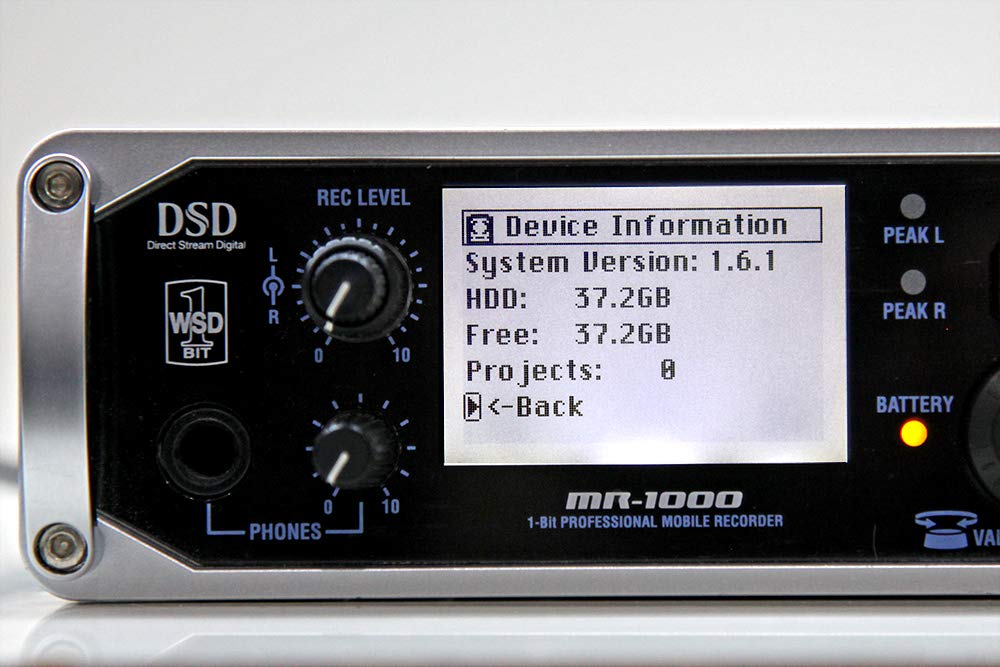 DSD
Direct Stream Digital
1
WSD
BIT
REC LEVEL
L
R
0
10
PHONES
0
10
Device Information
System Version: 1.6.1
HDD: 37.2GB
Free: 37.2GB
Projects: 0
<-Back
MR-1000
1-Bit PROFESSIONAL MOBILE RECORDER
PEAK L
PEAK R
BATTERY